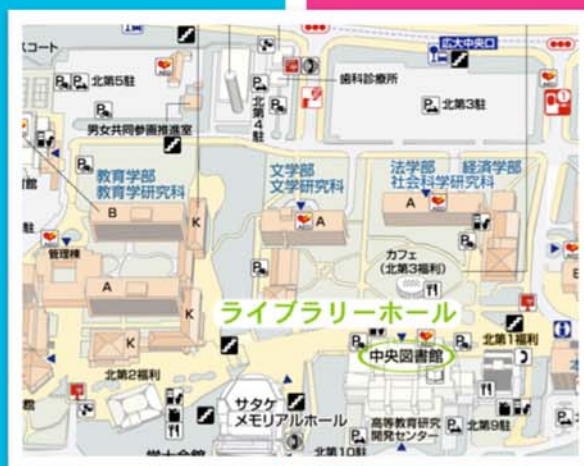 スコート
広大中央口
北第5駐
歯科診療所
北第4駐
北第3駐
男女共同参画推進室
教育学部
教育学研究科
文学部
文学研究科
法学部 経済学部
社会科学研究科
B
K
A
A
管理棟
カフェ
(北第3福利)
A
K
ライブラリーホール
K
中央図書館
北第1福利
北第2福利
サタケ
メモリアルホール
高等教育研究
開発センター
北第9駐
北第10駐
学士会館